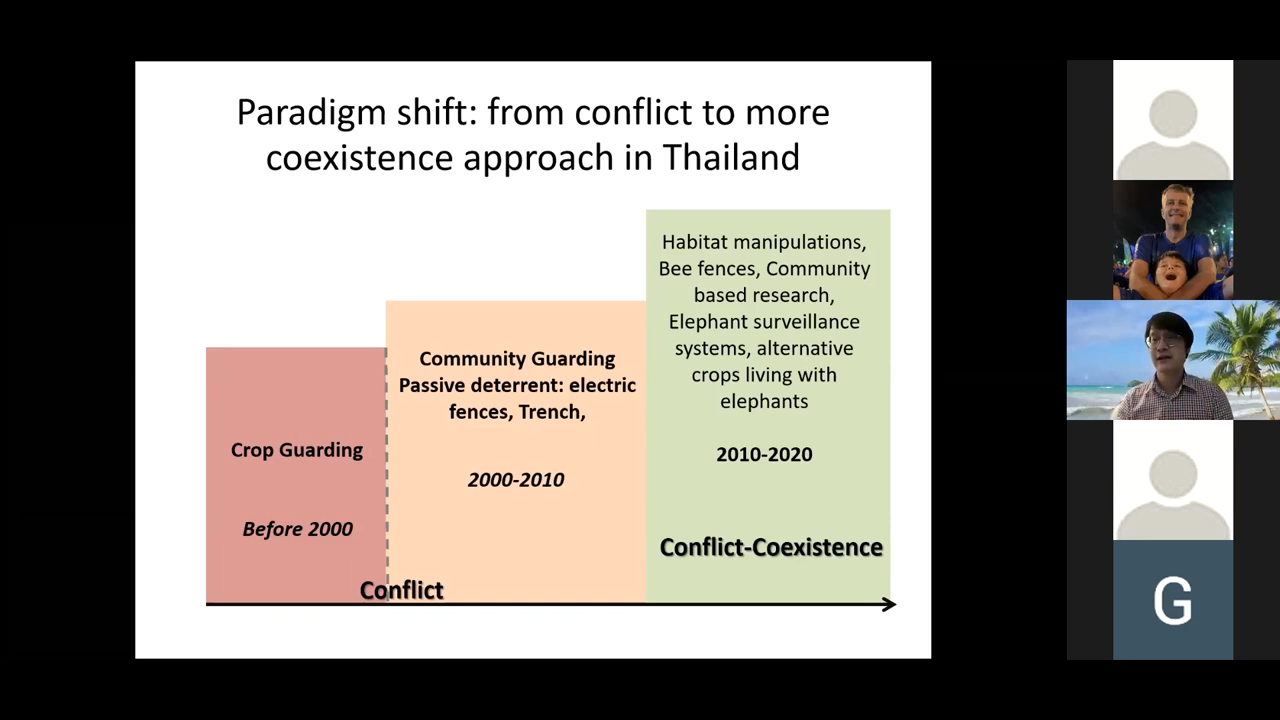 Paradigm shift: from conflict to more
coexistence approach in Thailand
Crop Guarding
Before 2000
Community Guarding
Passive deterrent: electric
fences, Trench,
2000-2010
Conflict
Habitat manipulations,
Bee fences, Community
based research,
Elephant surveillance
systems, alternative
crops living with
elephants
2010-2020
Conflict-Coexistence
G